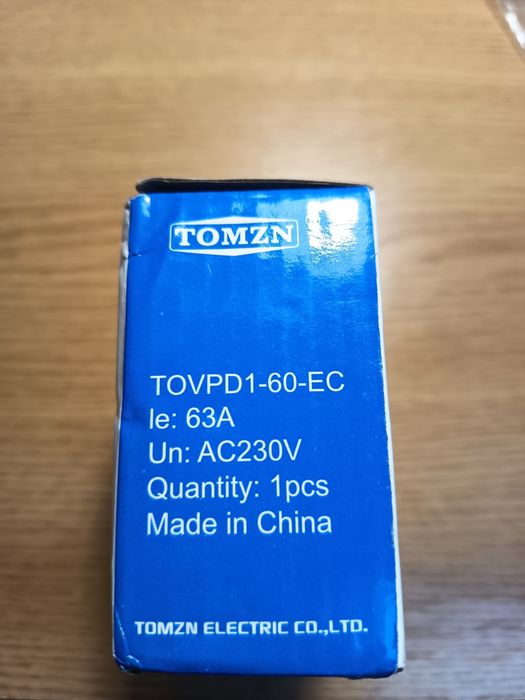 TOMZN
TOVPD1-60-EC
Ie: 63A
Un: AC230V
Quantity: 1pcs
Made in China
TOMZN ELECTRIC CO.,LTD.